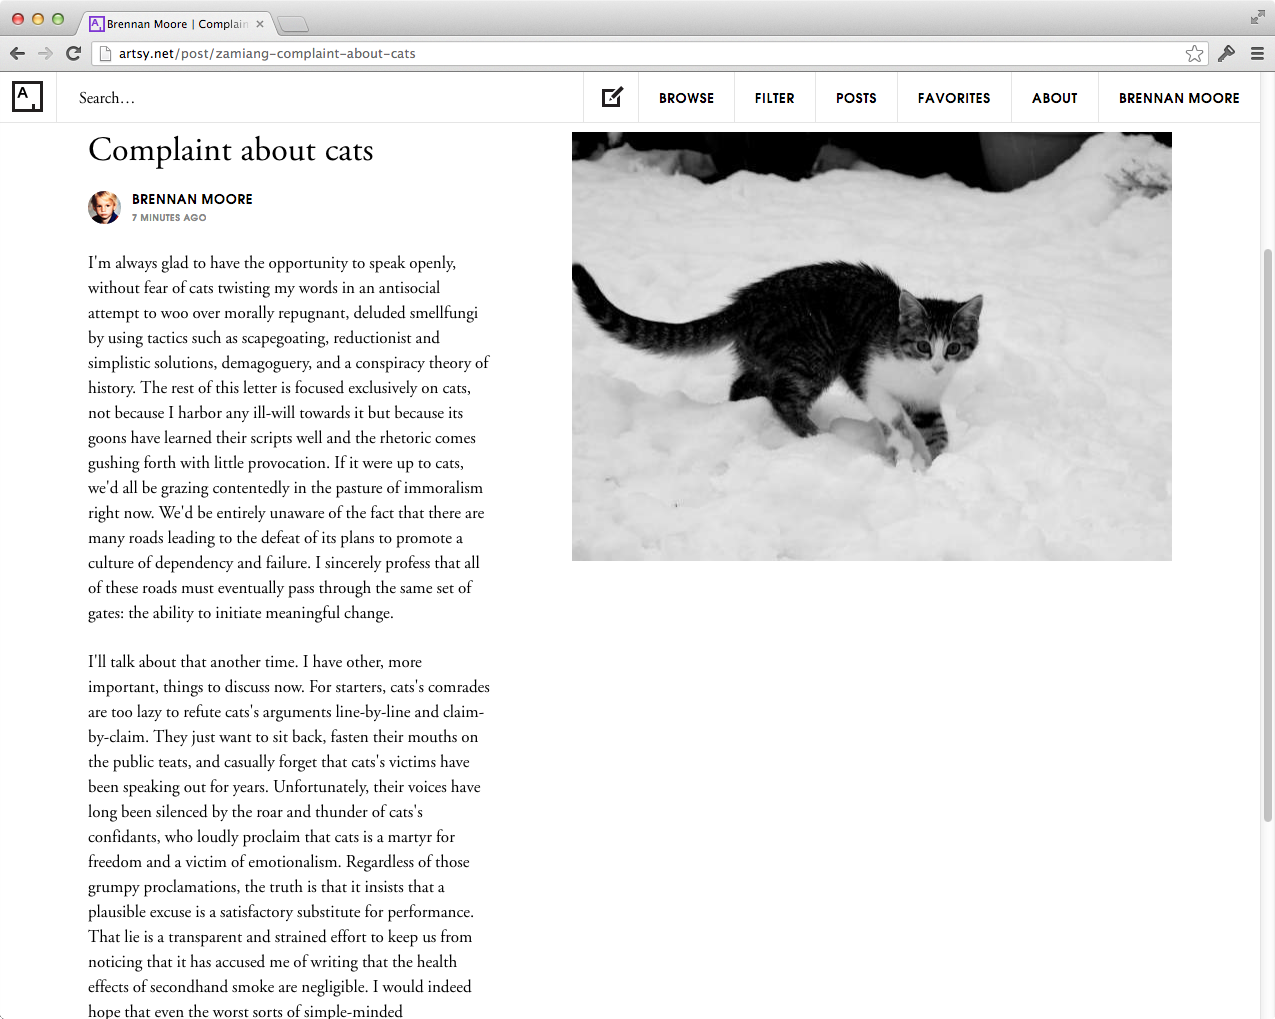 Brennan Moore | Complain
artsy.net/post/zamiang-complaint-about-cats
A
Search…
BROWSE
FILTER
POSTS
FAVORITES
ABOUT
BRENNAN MOORE
Complaint about cats
BRENNAN MOORE
7 MINUTES AGO
I'm always glad to have the opportunity to speak openly,
without fear of cats twisting my words in an antisocial
attempt to woo over morally repugnant, deluded smellfungi
by using tactics such as scapegoating, reductionist and
simplistic solutions, demagoguery, and a conspiracy theory of
history. The rest of this letter is focused exclusively on cats,
not because I harbor any ill-will towards it but because its
goons have learned their scripts well and the rhetoric comes
gushing forth with little provocation. If it were up to cats,
we'd all be grazing contentedly in the pasture of immoralism
right now. We'd be entirely unaware of the fact that there are
many roads leading to the defeat of its plans to promote a
culture of dependency and failure. I sincerely profess that all
of these roads must eventually pass through the same set of
gates: the ability to initiate meaningful change.
I'll talk about that another time. I have other, more
important, things to discuss now. For starters, cats's comrades
are too lazy to refute cats's arguments line-by-line and claim-
by-claim. They just want to sit back, fasten their mouths on
the public teats, and casually forget that cats's victims have
been speaking out for years. Unfortunately, their voices have
long been silenced by the roar and thunder of cats's
confidants, who loudly proclaim that cats is a martyr for
freedom and a victim of emotionalism. Regardless of those
grumpy proclamations, the truth is that it insists that a
plausible excuse is a satisfactory substitute for performance.
That lie is a transparent and strained effort to keep us from
noticing that it has accused me of writing that the health
effects of secondhand smoke are negligible. I would indeed
hope that even the worst sorts of simple-minded